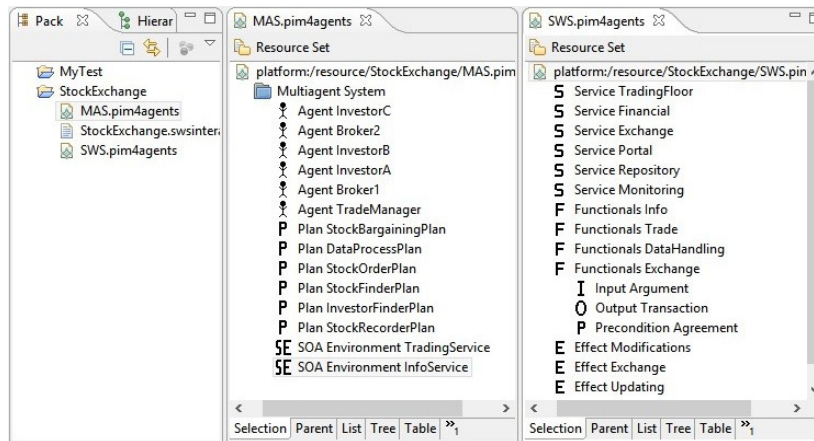 Pack
Hierar
MyTest
StockExchange
MAS.pim4agents
StockExchange.swsinter
SWS.pim4agents
MAS.pim4agents
Resource Set
platform:/resource/StockExchange/MAS.pim
Multiagent System
Agent InvestorC
Agent Broker2
Agent InvestorB
Agent InvestorA
Agent Broker1
Agent TradeManager
P Plan StockBargainingPlan
P Plan DataProcessPlan
P Plan StockOrderPlan
P Plan StockFinderPlan
P Plan InvestorFinderPlan
P Plan StockRecorderPlan
SE SOA Environment TradingService
SE SOA Environment InfoService
Selection Parent List Tree Table »1
SWS.pim4agents
Resource Set
platform:/resource/StockExchange/SWS.pin
S Service TradingFloor
S Service Financial
S Service Exchange
S Service Portal
S Service Repository
S Service Monitoring
F Functionals Info
F Functionals Trade
F Functionals DataHandling
F Functionals Exchange
I Input Argument
O Output Transaction
P Precondition Agreement
E Effect Modifications
E Effect Exchange
E Effect Updating
Selection Parent List Tree Table »1